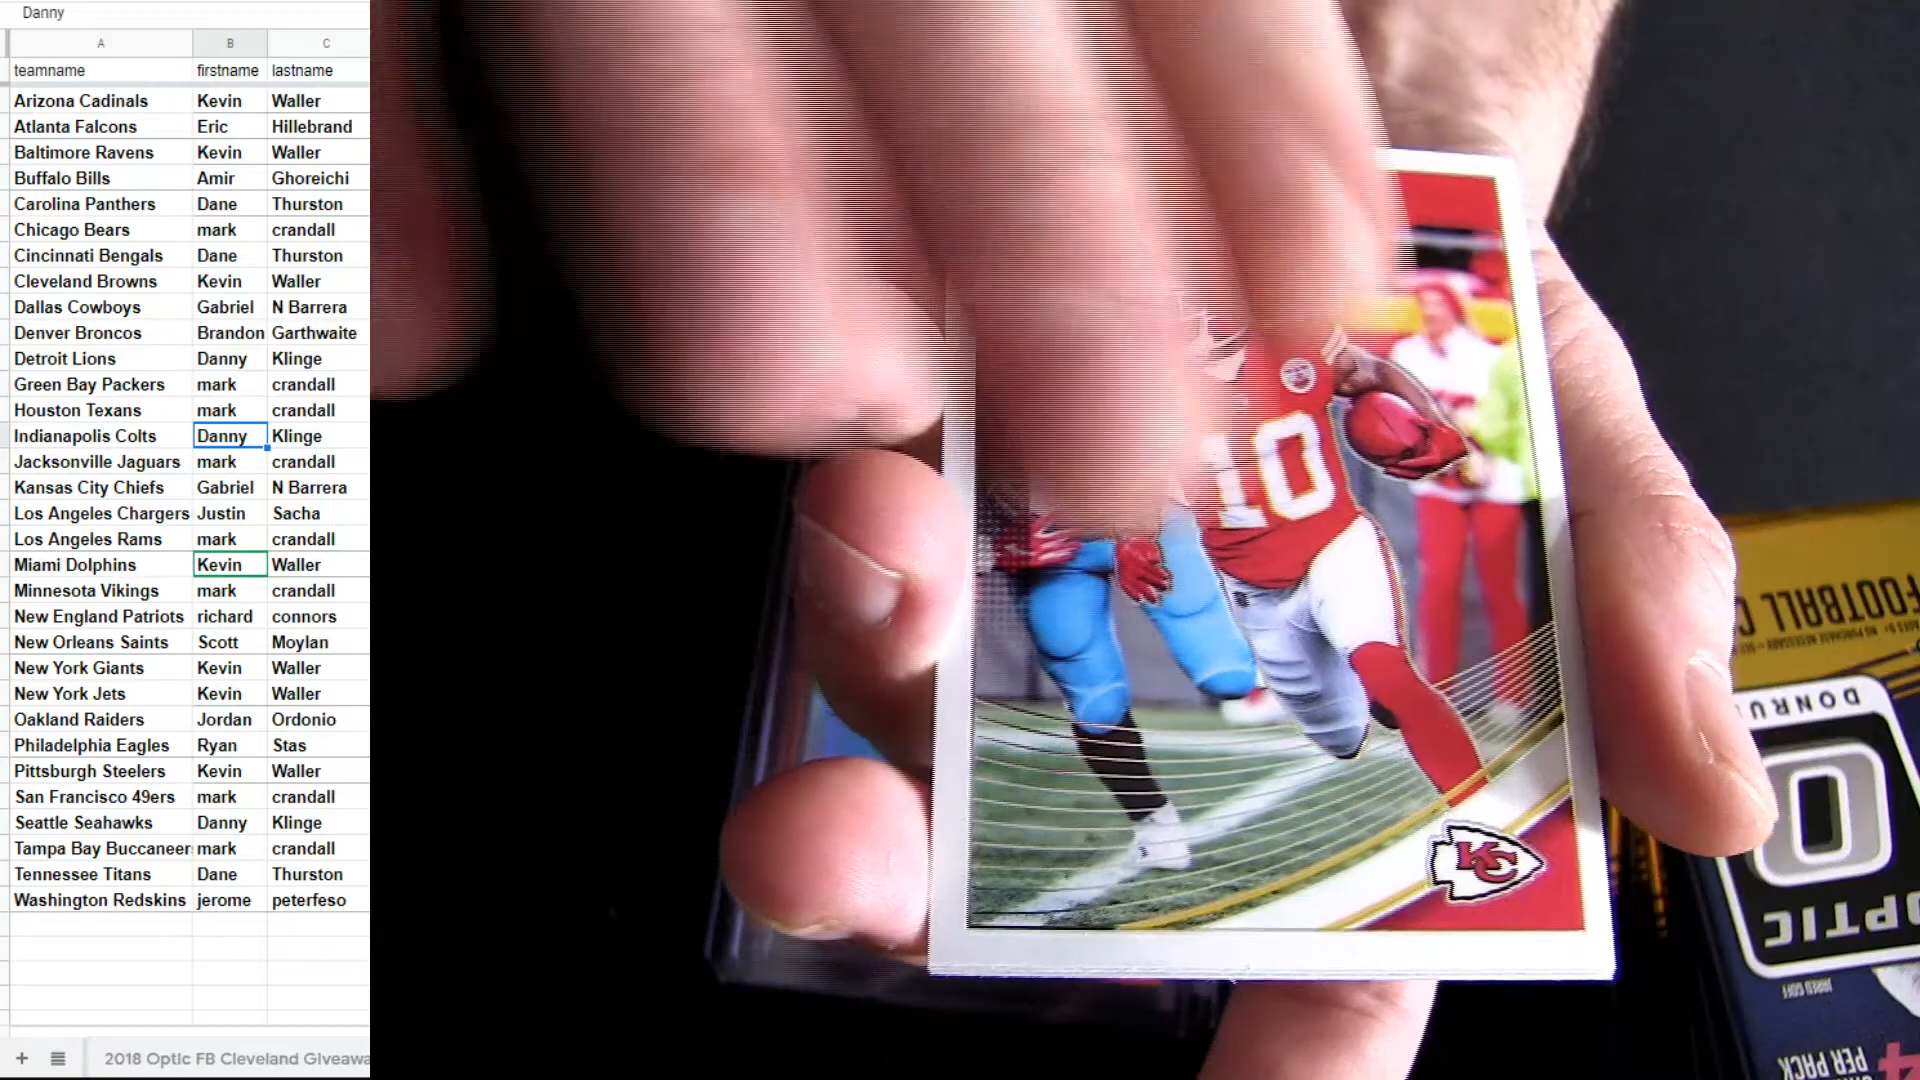 Danny
A B C
teamname firstname lastname
Arizona Cadinals Kevin Waller
Atlanta Falcons Eric Hillebrand
Baltimore Ravens Kevin Waller
Buffalo Bills Amir Ghoreichi
Carolina Panthers Dane Thurston
Chicago Bears mark crandall
Cincinnati Bengals Dane Thurston
Cleveland Browns Kevin Waller
Dallas Cowboys Gabriel N Barrera
Denver Broncos Brandon Garthwaite
Detroit Lions Danny Klinge
Green Bay Packers mark crandall
Houston Texans mark crandall
Indianapolis Colts Danny Klinge
Jacksonville Jaguars mark crandall
Kansas City Chiefs Gabriel N Barrera
Los Angeles Chargers Justin Sacha
Los Angeles Rams mark crandall
Miami Dolphins Kevin Waller
Minnesota Vikings mark crandall
New England Patriots richard connors
New Orleans Saints Scott Moylan
New York Giants Kevin Waller
New York Jets Kevin Waller
Oakland Raiders Jordan Ordonio
Philadelphia Eagles Ryan Stas
Pittsburgh Steelers Kevin Waller
San Francisco 49ers mark crandall
Seattle Seahawks Danny Klinge
Tampa Bay Buccaneer mark crandall
Tennessee Titans Dane Thurston
Washington Redskins jerome peterfeso
2018 Optic FB Cleveland Giveawa
10
KC
FOOTBALL C
DONRU
O
OPTIC
JARED GOFF
4
PER PACK